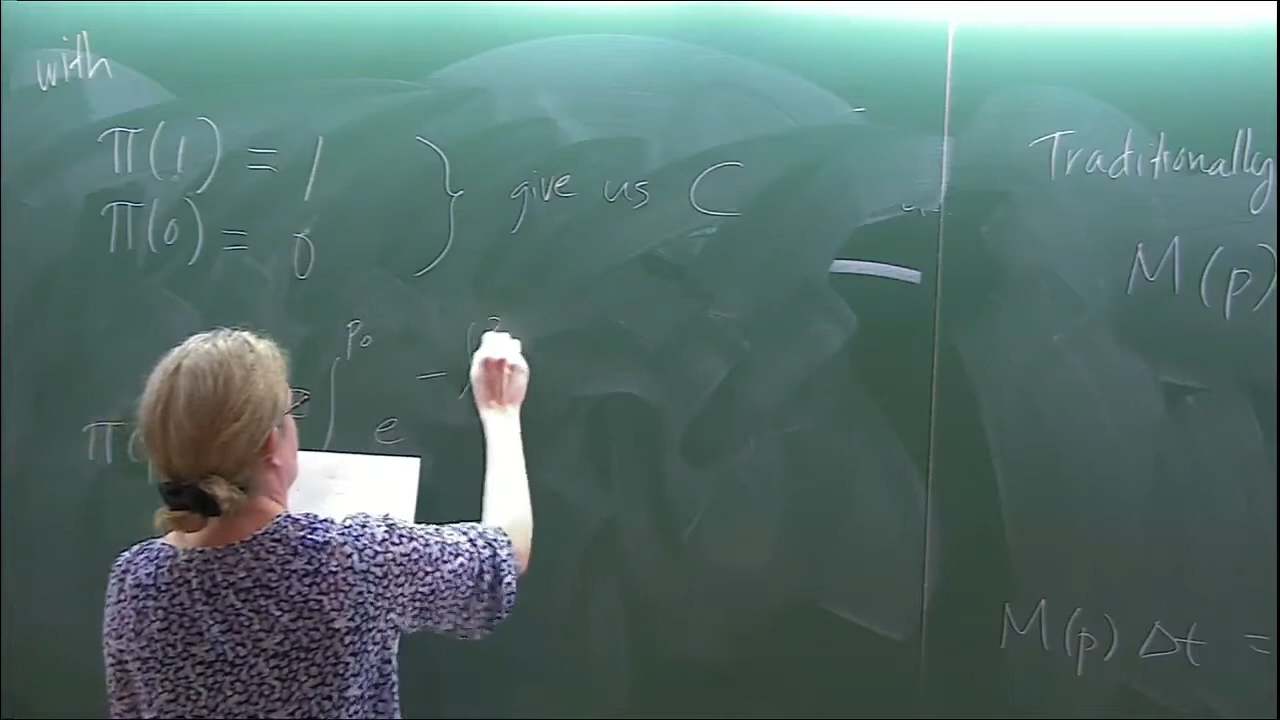 with
π(1) = 1
π(0) = 0
} give us C
π( = ∫ p₀ e - ∫
Traditionally
M(p)
M(p) Δt =